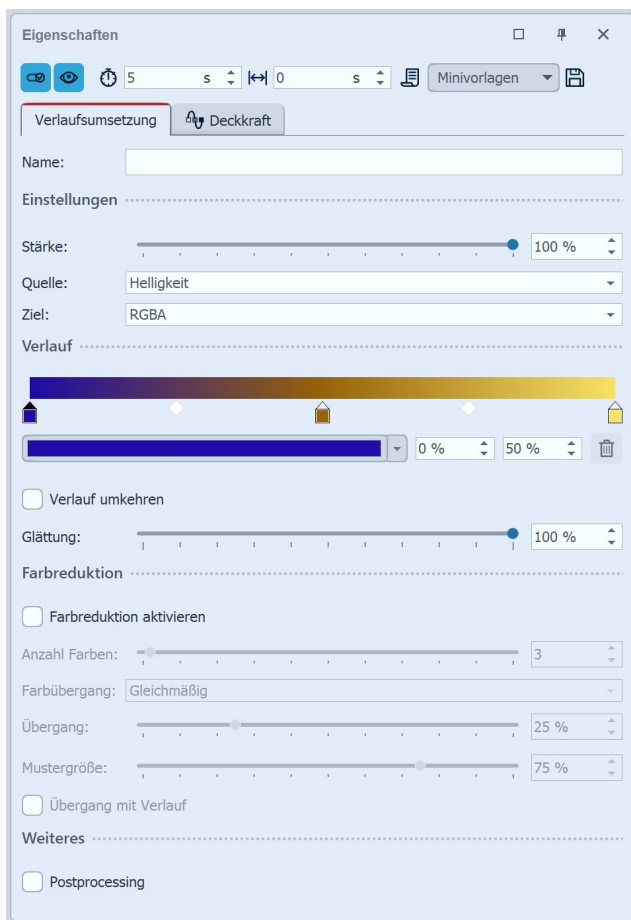 Eigenschaften
5 s 0 s Minivorlagen
Verlaufsumsetzung Deckkraft
Name:
Einstellungen
Stärke: 100 %
Quelle: Helligkeit
Ziel: RGBA
Verlauf
0 % 50 %
Verlauf umkehren
Glättung: 100 %
Farbreduktion
Farbreduktion aktivieren
Anzahl Farben: 3
Farbübergang: Gleichmäßig
Übergang: 25 %
Mustergröße: 75 %
Übergang mit Verlauf
Weiteres
Postprocessing